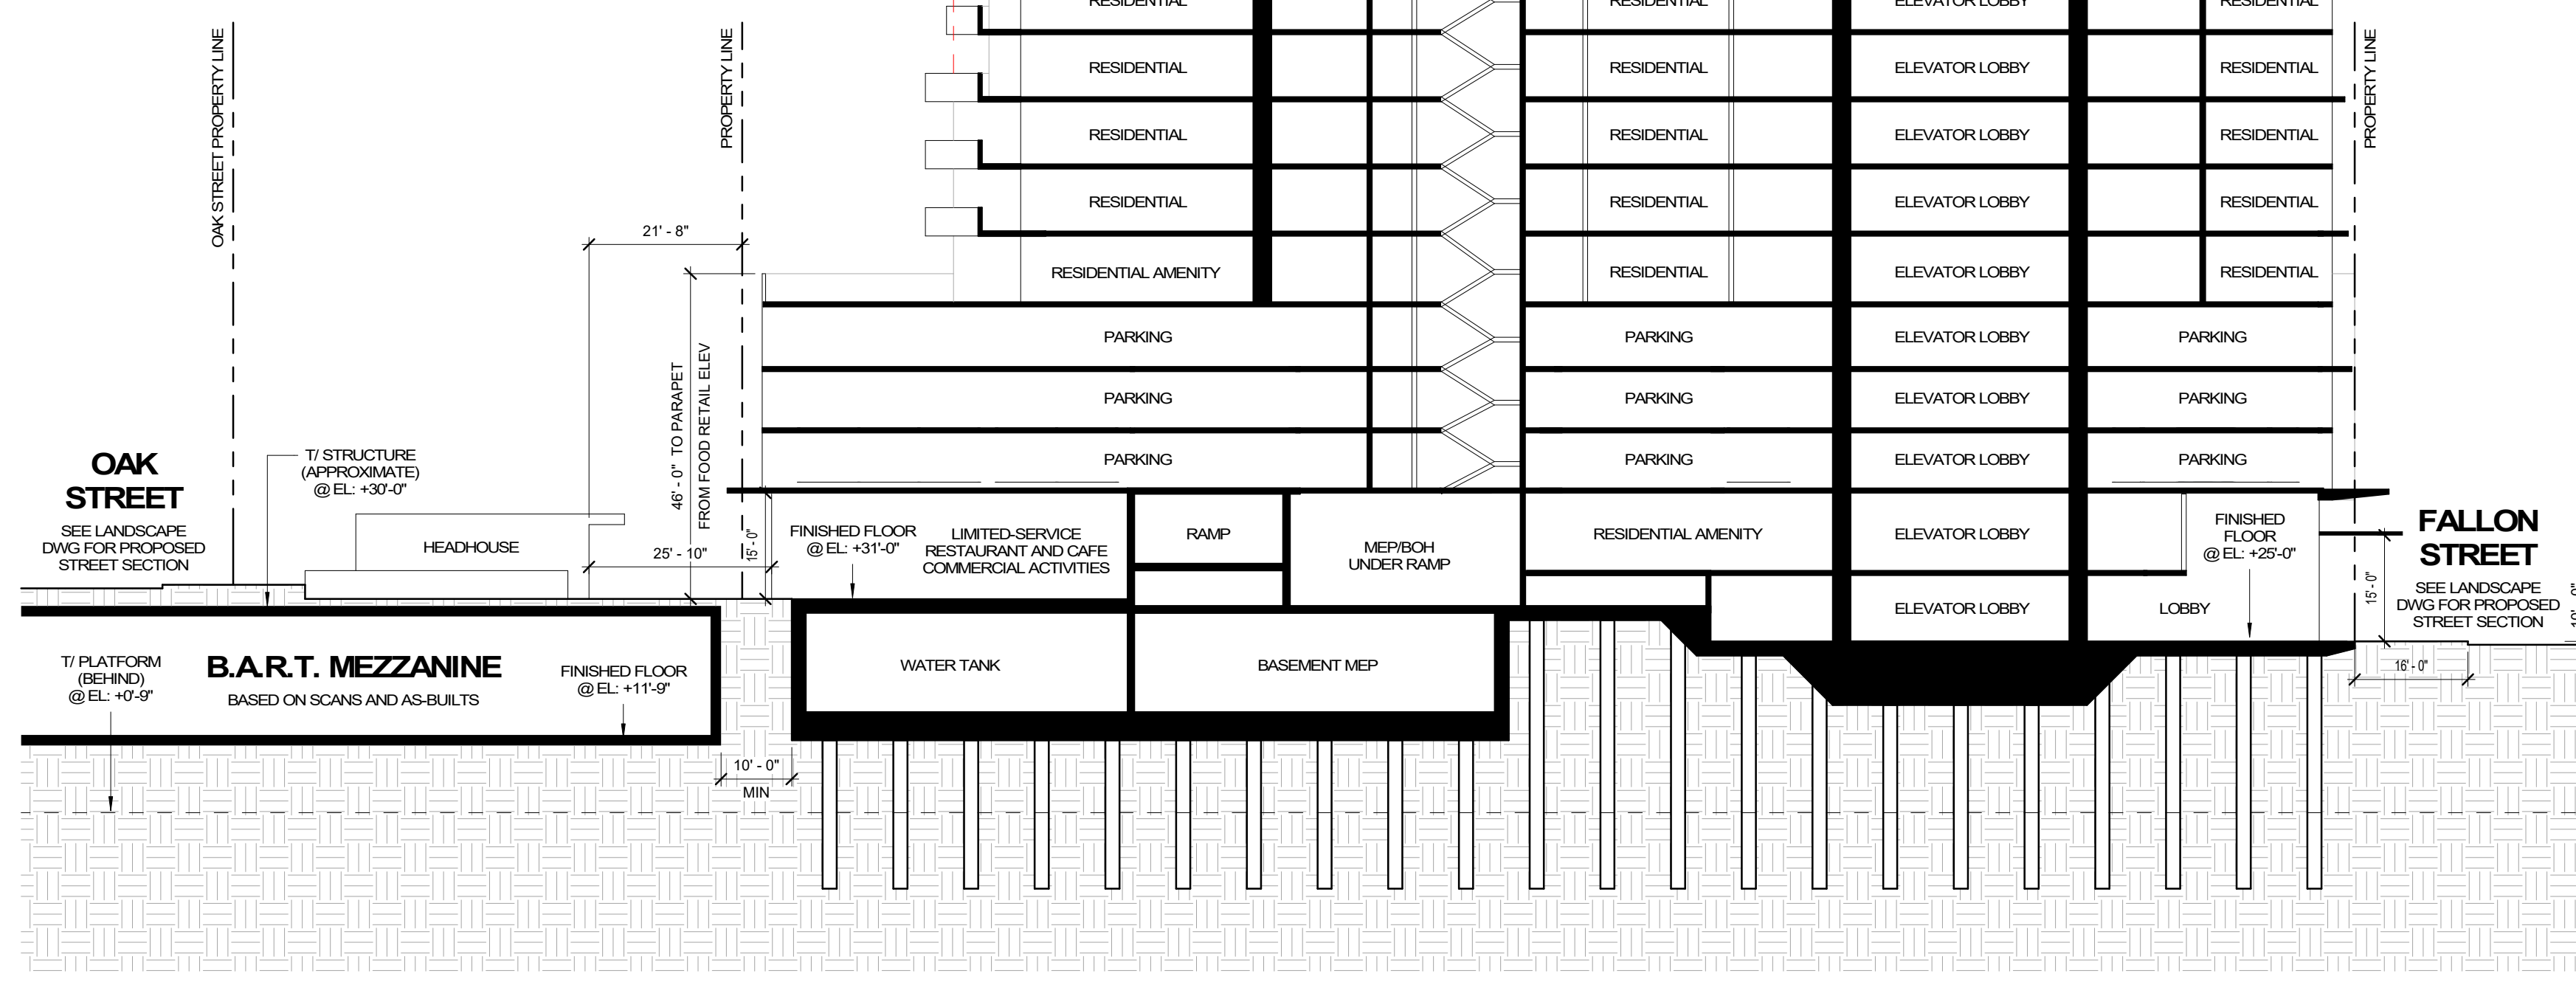 RESIDENTIAL
RESIDENTIAL
ELEVATOR LOBBY
RESIDENTIAL
OAK STREET PROPERTY LINE
PROPERTY LINE
PROPERTY LINE
RESIDENTIAL
RESIDENTIAL
ELEVATOR LOBBY
RESIDENTIAL
RESIDENTIAL
RESIDENTIAL
ELEVATOR LOBBY
RESIDENTIAL
RESIDENTIAL
RESIDENTIAL
ELEVATOR LOBBY
RESIDENTIAL
21' - 8"
RESIDENTIAL AMENITY
RESIDENTIAL
ELEVATOR LOBBY
RESIDENTIAL
PARKING
PARKING
ELEVATOR LOBBY
PARKING
PARKING
PARKING
ELEVATOR LOBBY
PARKING
PARKING
PARKING
ELEVATOR LOBBY
PARKING
46' - 0" TO PARAPET
FROM FOOD RETAIL ELEV
OAK
STREET
SEE LANDSCAPE
DWG FOR PROPOSED
STREET SECTION
T/ STRUCTURE
(APPROXIMATE)
@ EL: +30'-0"
HEADHOUSE
25' - 10"
15' - 0"
FINISHED FLOOR
@ EL: +31'-0"
LIMITED-SERVICE
RESTAURANT AND CAFE
COMMERCIAL ACTIVITIES
RAMP
MEP/BOH
UNDER RAMP
RESIDENTIAL AMENITY
ELEVATOR LOBBY
FINISHED
FLOOR
@ EL: +25'-0"
FALLON
STREET
SEE LANDSCAPE
DWG FOR PROPOSED
STREET SECTION
15' - 0"
ELEVATOR LOBBY
LOBBY
16' - 0"
T/ PLATFORM
(BEHIND)
@ EL: +0'-9"
B.A.R.T. MEZZANINE
BASED ON SCANS AND AS-BUILTS
FINISHED FLOOR
@ EL: +11'-9"
WATER TANK
BASEMENT MEP
10' - 0"
MIN